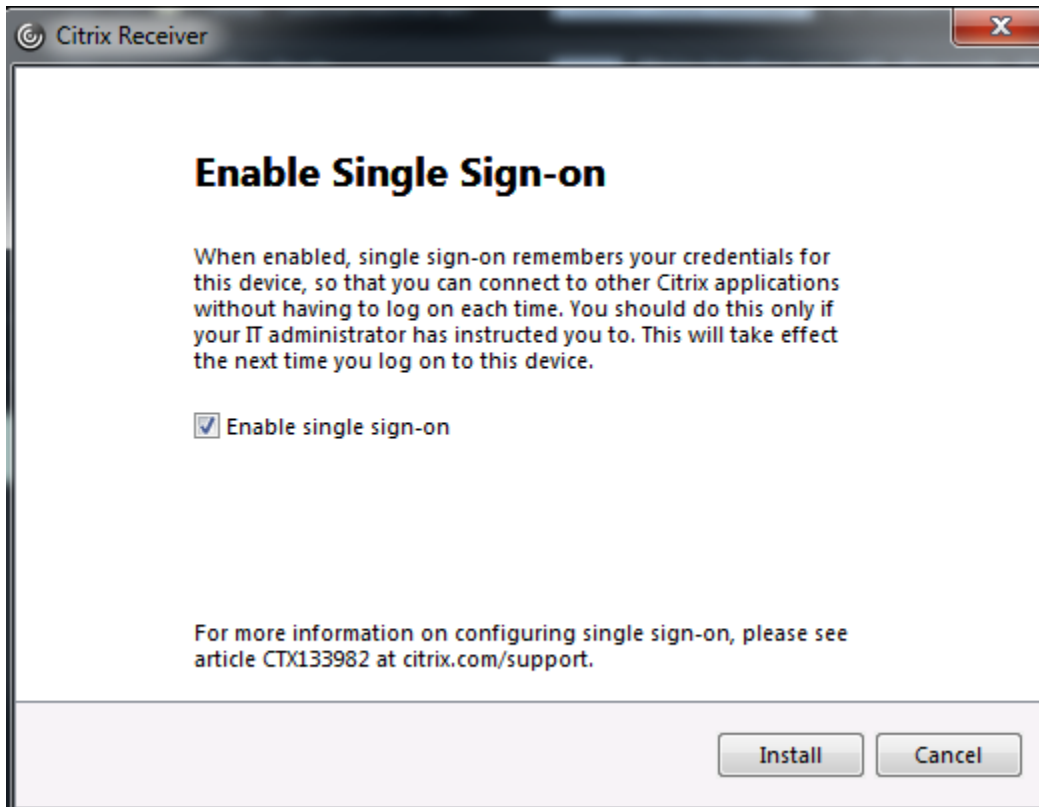 Citrix Receiver
Enable Single Sign-on
When enabled, single sign-on remembers your credentials for
this device, so that you can connect to other Citrix applications
without having to log on each time. You should do this only if
your IT administrator has instructed you to. This will take effect
the next time you log on to this device.
Enable single sign-on
For more information on configuring single sign-on, please see
article CTX133982 at citrix.com/support.
Install
Cancel